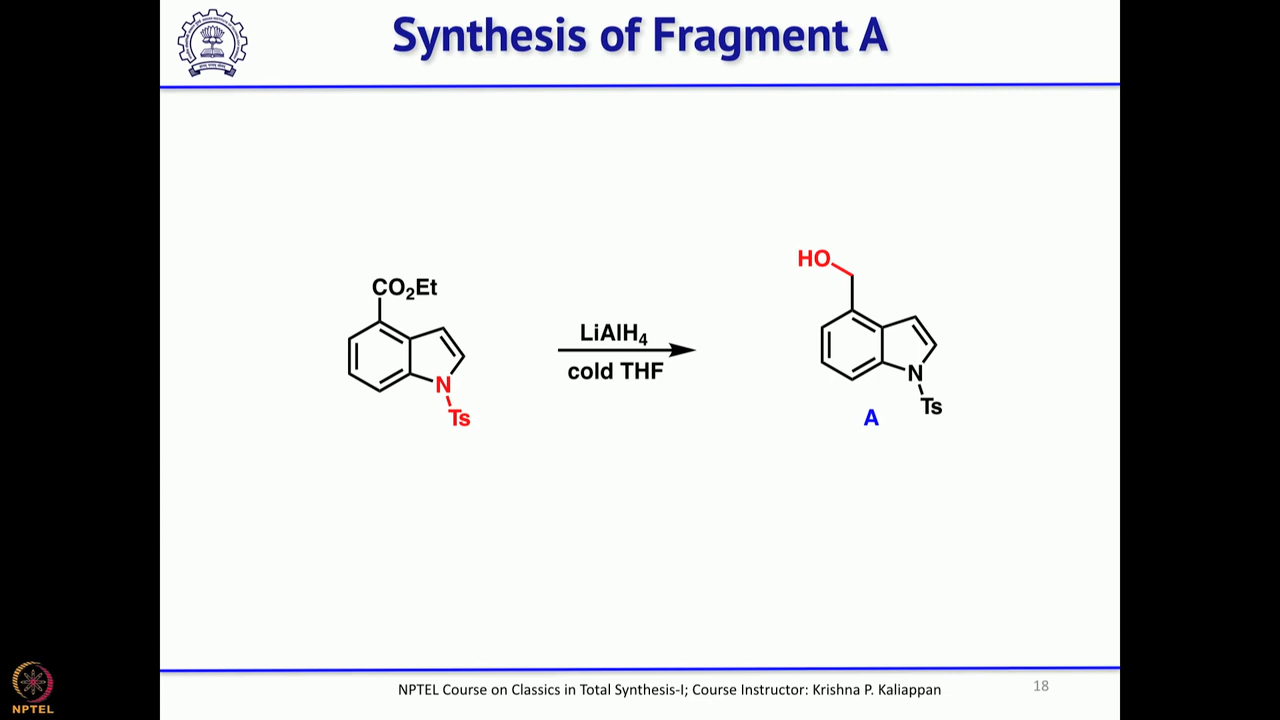 Synthesis of Fragment A
HO
CO2Et
LiAlH4
cold THF
N
Ts
N
Ts
A
NPTEL
NPTEL Course on Classics in Total Synthesis-I; Course Instructor: Krishna P. Kaliappan
18